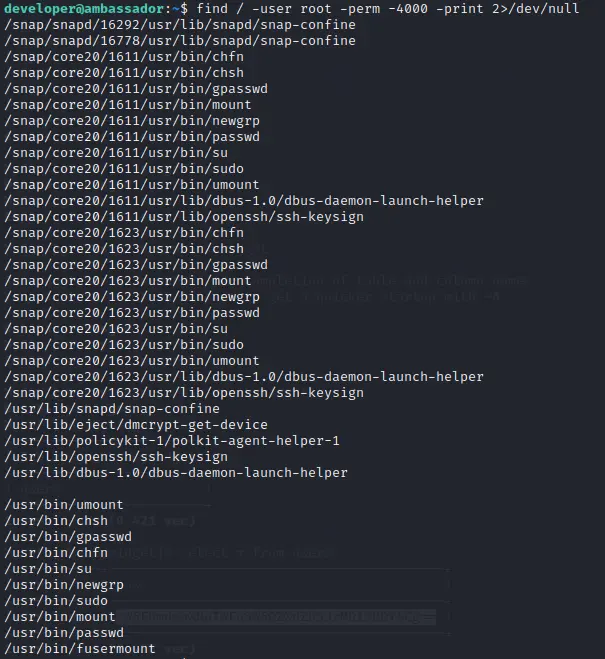 developer@ambassador:~$ find / -user root -perm -4000 -print 2>/dev/null
/snap/snapd/16292/usr/lib/snapd/snap-confine
/snap/snapd/16778/usr/lib/snapd/snap-confine
/snap/core20/1611/usr/bin/chfn
/snap/core20/1611/usr/bin/chsh
/snap/core20/1611/usr/bin/gpasswd
/snap/core20/1611/usr/bin/mount
/snap/core20/1611/usr/bin/newgrp
/snap/core20/1611/usr/bin/passwd
/snap/core20/1611/usr/bin/su
/snap/core20/1611/usr/bin/sudo
/snap/core20/1611/usr/bin/umount
/snap/core20/1611/usr/lib/dbus-1.0/dbus-daemon-launch-helper
/snap/core20/1611/usr/lib/openssh/ssh-keysign
/snap/core20/1623/usr/bin/chfn
/snap/core20/1623/usr/bin/chsh
/snap/core20/1623/usr/bin/gpasswd
/snap/core20/1623/usr/bin/mount
/snap/core20/1623/usr/bin/newgrp
/snap/core20/1623/usr/bin/passwd
/snap/core20/1623/usr/bin/su
/snap/core20/1623/usr/bin/sudo
/snap/core20/1623/usr/bin/umount
/snap/core20/1623/usr/lib/dbus-1.0/dbus-daemon-launch-helper
/snap/core20/1623/usr/lib/openssh/ssh-keysign
/usr/lib/snapd/snap-confine
/usr/lib/eject/dmcrypt-get-device
/usr/lib/policykit-1/polkit-agent-helper-1
/usr/lib/openssh/ssh-keysign
/usr/lib/dbus-1.0/dbus-daemon-launch-helper
/usr/bin/umount
/usr/bin/chsh
/usr/bin/gpasswd
/usr/bin/chfn
/usr/bin/su
/usr/bin/newgrp
/usr/bin/sudo
/usr/bin/mount
/usr/bin/passwd
/usr/bin/fusermount